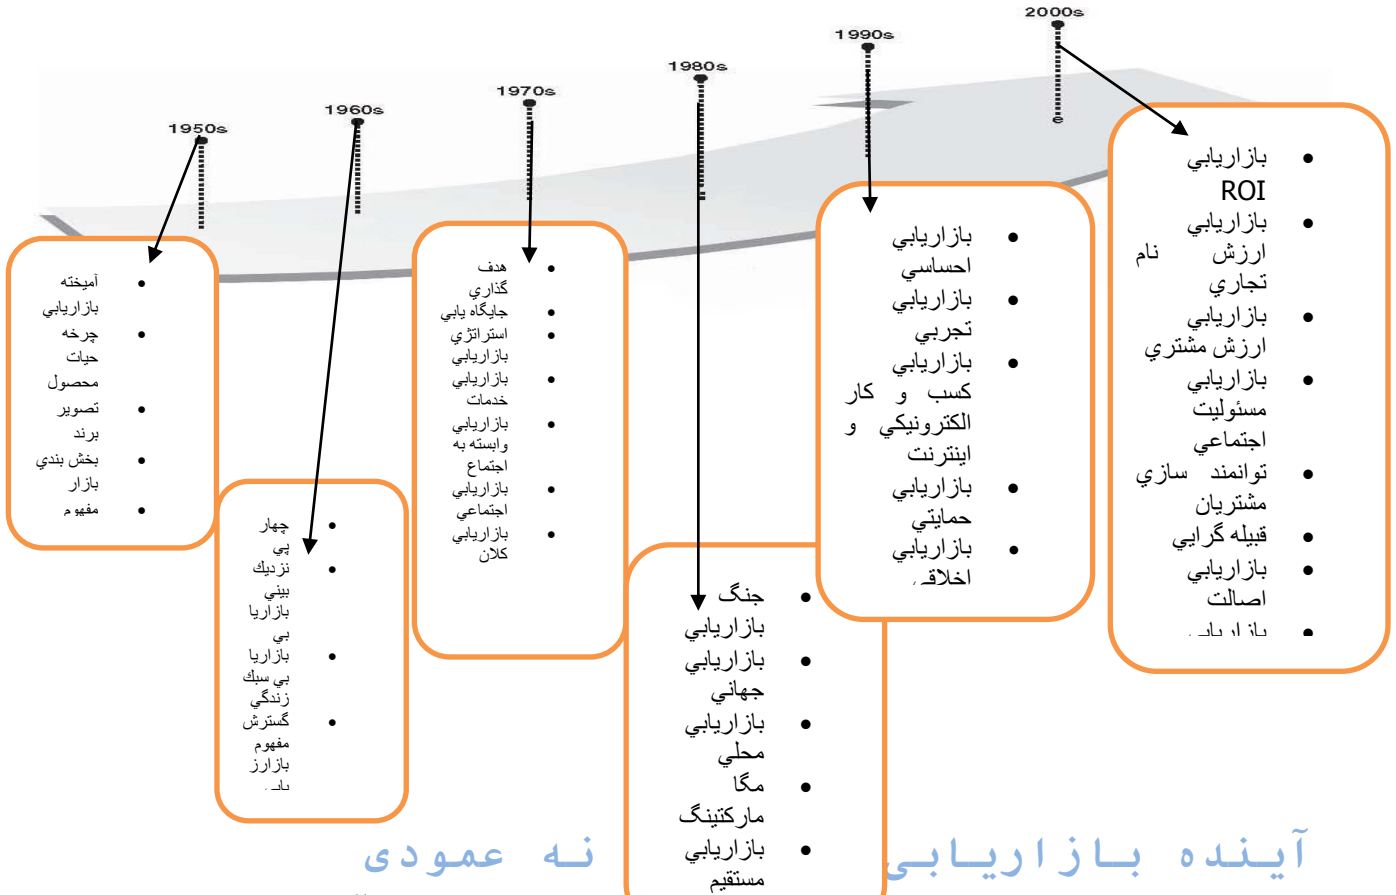 1950s
1960s
1970s
1980s
1990s
2000s
• آميخته
بازاريابي
• چرخه
حيات
محصول
• تصوير
برند
• بخش بندي
بازار
• مفهوم
• چهار
پي
• نزديك
بيني
بازاريا
بي
• بازاريا
بي سبك
زندگي
• گسترش
مفهوم
بازارز
يابي
• هدف
گذاري
• جايگاه يابي
• استراتژي
بازاريابي
• بازاريابي
خدمات
• بازاريابي
وابسته به
اجتماع
• بازاريابي
اجتماعي
• بازاريابي
كلان
• جنگ
بازاريابي
• بازاريابي
جهاني
• بازاريابي
محلي
• مگا
ماركتينگ
• بازاريابي
مستقيم
• بازاريابي
احساسي
• بازاريابي
تجربي
• بازاريابي
كسب و كار
الكترونيكي و
اينترنت
• بازاريابي
حمايتي
• بازاريابي
اخلاقي
• بازاريابي
ROI
• بازاريابي
ارزش نام
تجاري
• بازاريابي
ارزش مشتري
• بازاريابي
مسئوليت
اجتماعي
• توانمند سازي
مشتريان
• قبيله گرايي
• بازاريابي
اصالت
• بازاريابي
آینده بازاریابی نه عمودی